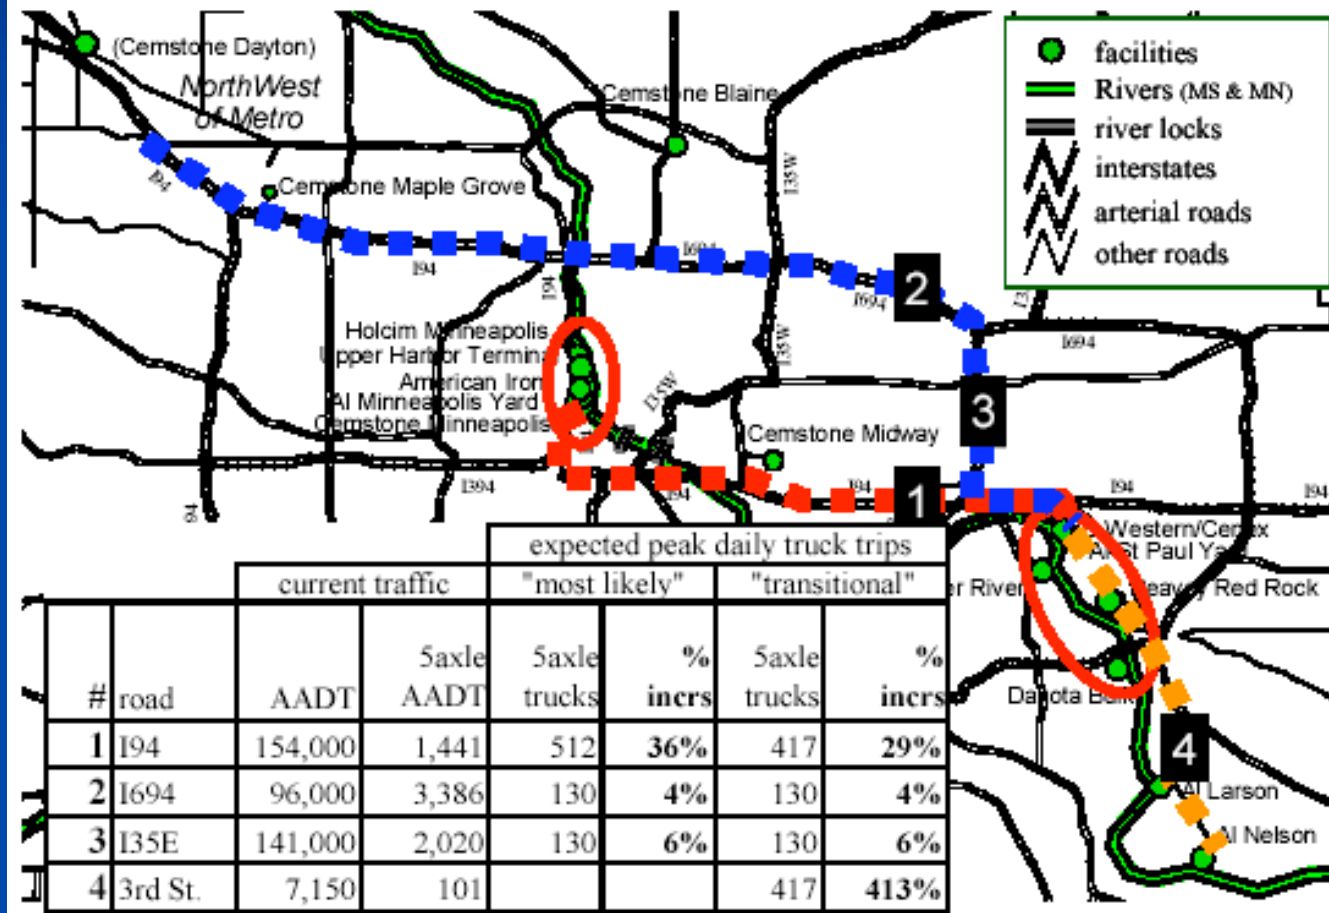 (Cemstone Dayton)
NorthWest
of Metro
Cemstone Blaine
facilities
Rivers (MS & MN)
river locks
interstates
arterial roads
other roads
I94
Cemstone Maple Grove
I35W
I94
I694
I94
2
I694
I694
Holcim Minneapolis
Upper Harbor Terminal
American Iron
AI Minneapolis Yard
Cemstone Minneapolis
I35W
I35W
3
Cemstone Midway
I394
I94
I94
1
I94
I94
94
Western/Cenex
AI St Paul Yard
er River
Red Rock
Dakota Bulk
4
AI Larson
AI Nelson
expected peak daily truck trips
current traffic "most likely" "transitional"
# road AADT 5axle AADT 5axle trucks % incrs 5axle trucks % incrs
1 I94 154,000 1,441 512 36% 417 29%
2 I694 96,000 3,386 130 4% 130 4%
3 I35E 141,000 2,020 130 6% 130 6%
4 3rd St. 7,150 101 417 413%